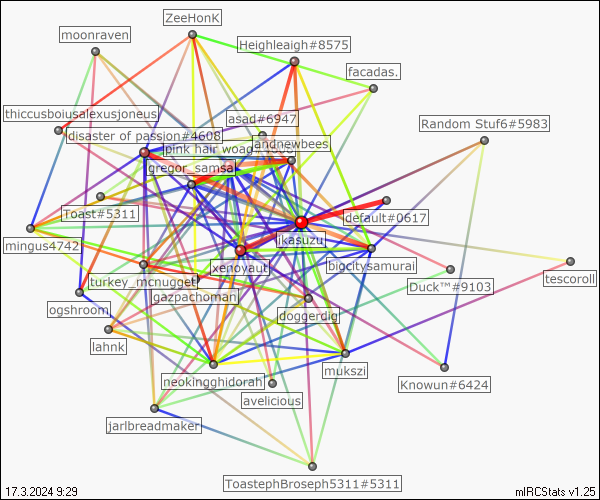 ZeeHonK
moonraven
Heighleaigh#8575
facadas.
thiccusboiusalexusjoneus
asad#6947
Random Stuf6#5983
disaster of passion#4608
pink hair woag#
andnewbees
gregor_samsa
Toast#5311
default#0617
ikasuzu
mingus4742
xenoyaut
biocitysamurai
tescoroll
turkey_mcnugget
Duck™#9103
gazpachoman
ogshroom
doggerdig
lahnk
mukszi
neokingghidorah
Knowun#6424
avelicious
jarlbreadmaker
ToastephBroseph5311#5311
17.3.2024 9:29
mIRCStats v1.25